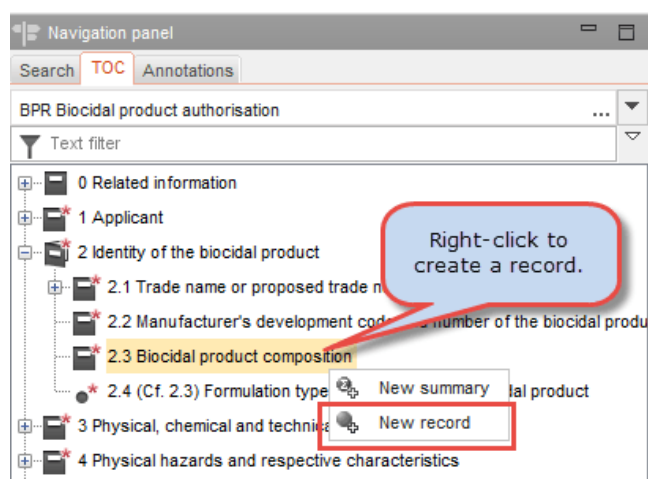 Navigation panel
Search TOC Annotations
BPR Biocidal product authorisation ...
Text filter
0 Related information
1 Applicant
2 Identity of the biocidal product
Right-click to
create a record.
2.1 Trade name or proposed trade
2.2 Manufacturer's development number of the biocidal produ
2.3 Biocidal product composition
2.4 (Cf. 2.3) Formulation type product
New summary
New record
3 Physical, chemical and
4 Physical hazards and respective characteristics